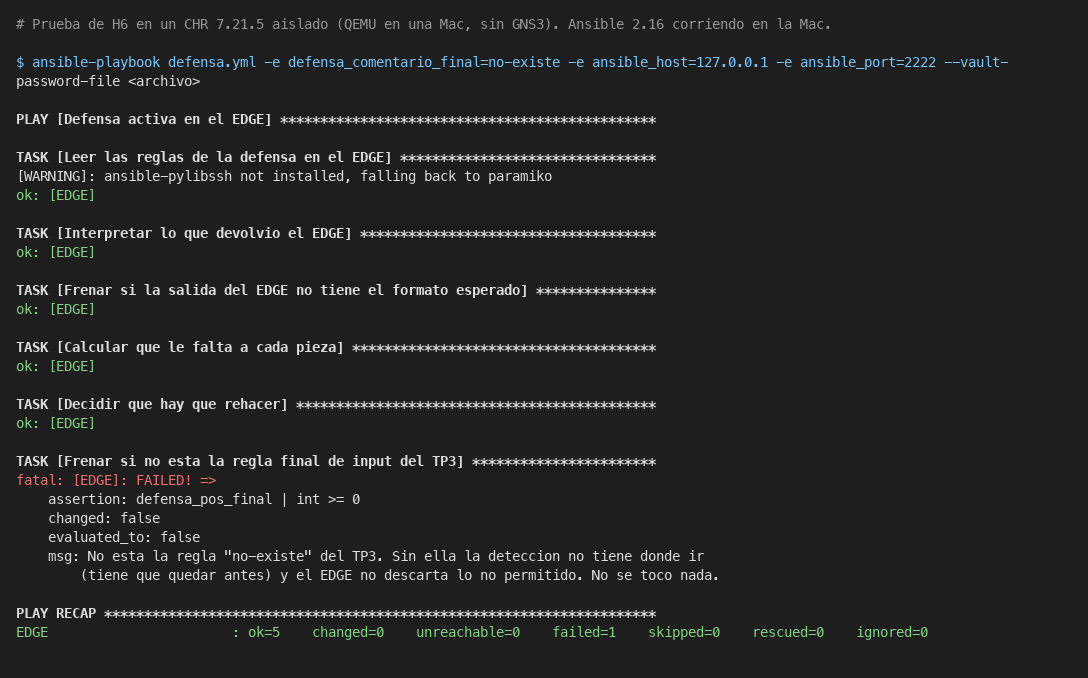 # Prueba de H6 en un CHR 7.21.5 aislado (QEMU en una Mac, sin GNS3). Ansible 2.16 corriendo en la Mac.
$ ansible-playbook defensa.yml -e defensa_comentario_final=no-existe -e ansible_host=127.0.0.1 -e ansible_port=2222 --vault-
password-file <archivo>
PLAY [Defensa activa en el EDGE] ***********************************************
TASK [Leer las reglas de la defensa en el EDGE] ********************************
[WARNING]: ansible-pylibssh not installed, falling back to paramiko
ok: [EDGE]
TASK [Interpretar lo que devolvio el EDGE] *************************************
ok: [EDGE]
TASK [Frenar si la salida del EDGE no tiene el formato esperado] ***************
ok: [EDGE]
TASK [Calcular que le falta a cada pieza] **************************************
ok: [EDGE]
TASK [Decidir que hay que rehacer] *********************************************
ok: [EDGE]
TASK [Frenar si no esta la regla final de input del TP3] ***********************
fatal: [EDGE]: FAILED! =>
    assertion: defensa_pos_final | int >= 0
    changed: false
    evaluated_to: false
    msg: No esta la regla "no-existe" del TP3. Sin ella la deteccion no tiene donde ir
        (tiene que quedar antes) y el EDGE no descarta lo no permitido. No se toco nada.
PLAY RECAP *********************************************************************
EDGE                       : ok=5    changed=0    unreachable=0    failed=1    skipped=0    rescued=0    ignored=0